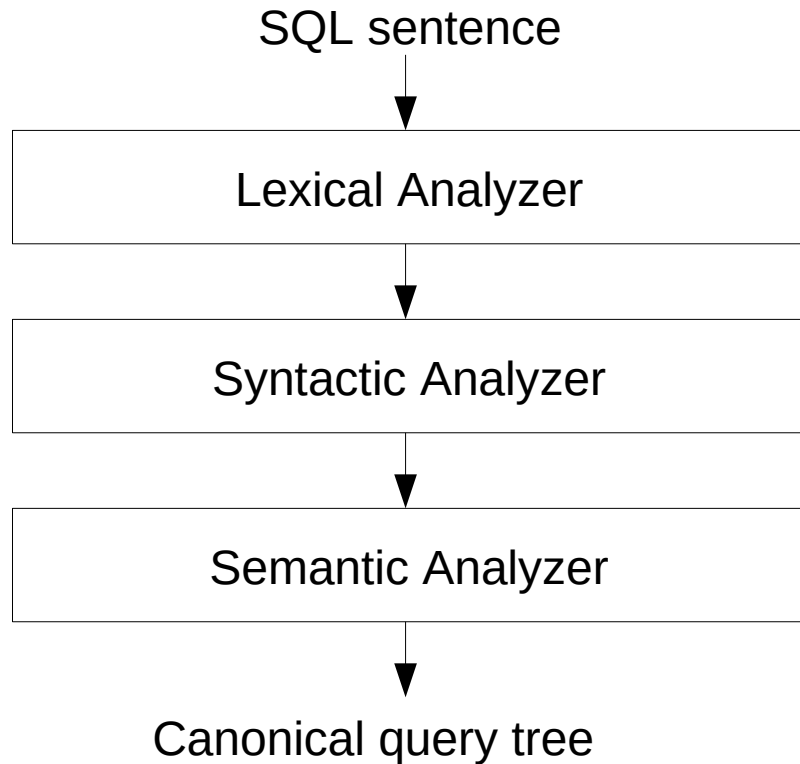 SQL sentence
Lexical Analyzer
Syntactic Analyzer
Semantic Analyzer
Canonical query tree